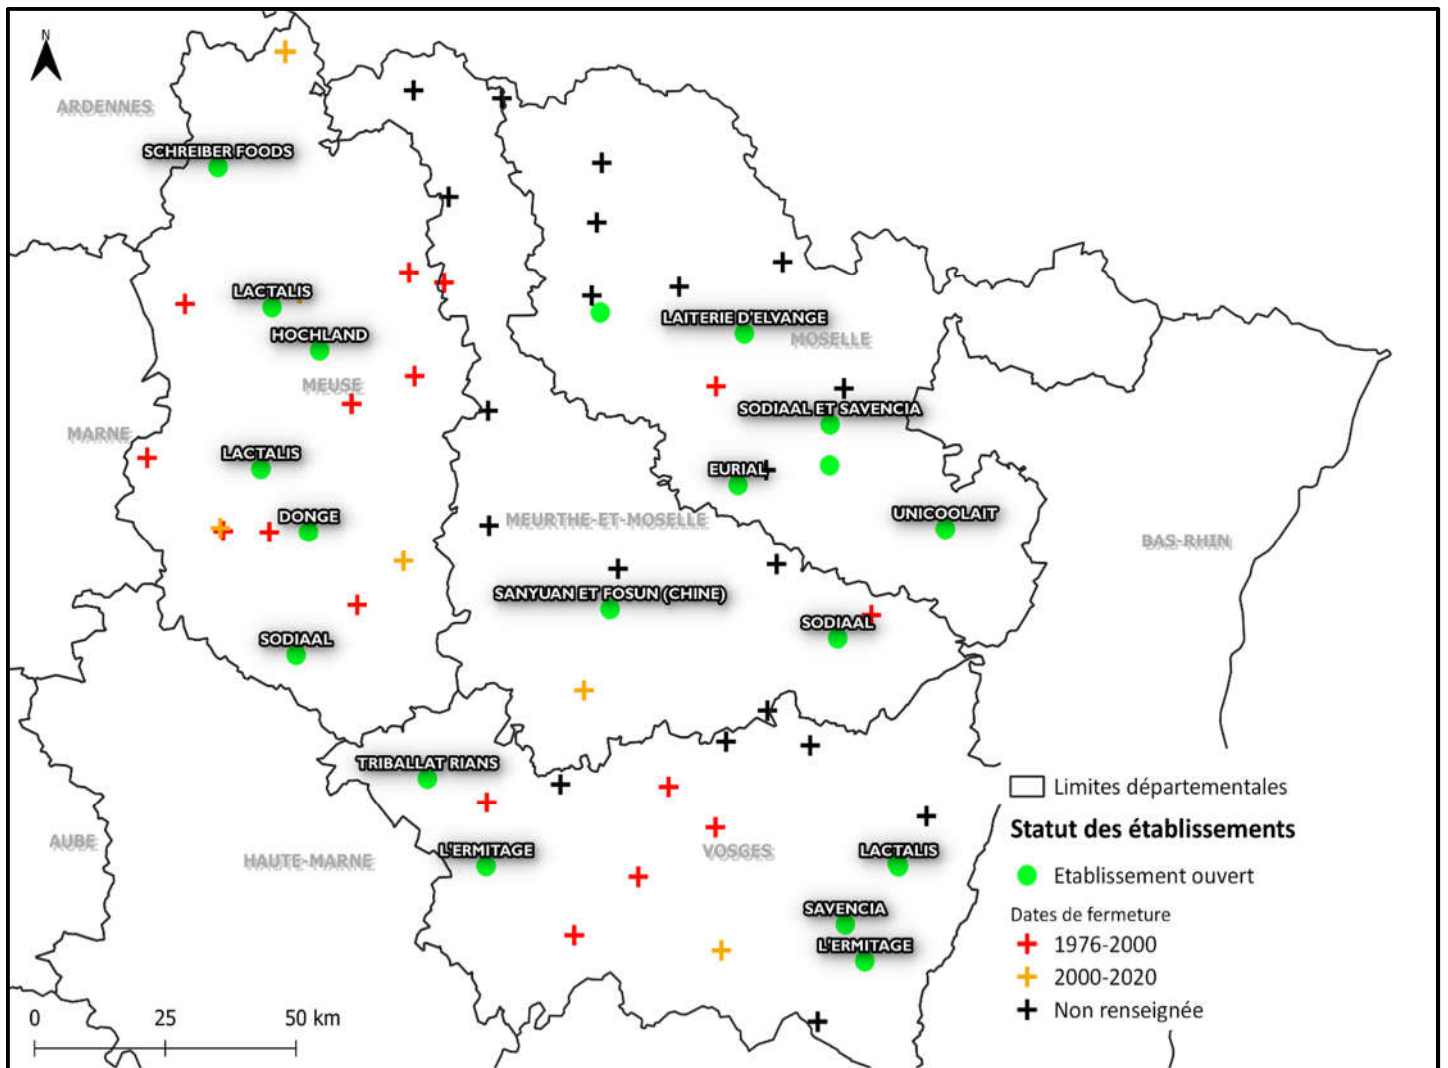 N
ARDENNES
SCHREIBER FOODS
LACTALIS
HOCHLAND
LAITERIE D'ELVANGE
MOSELLE
MEUSE
MARNE
SODIAAL ET SAVENCIA
LACTALIS
EURIAL
DONGE
MEURTHE-ET-MOSELLE
UNICOOLAIT
BAS-RHIN
SANYUAN ET FOSUN (CHINE)
SODIAAL
SODIAAL
TRIBALLAT RIANS
AUBE
HAUTE-MARNE
L'ERMITAGE
VOSGES
LACTALIS
SAVENCIA
L'ERMITAGE
Limites départementales
Statut des établissements
Etablissement ouvert
Dates de fermeture
1976-2000
2000-2020
Non renseignée
0 25 50 km